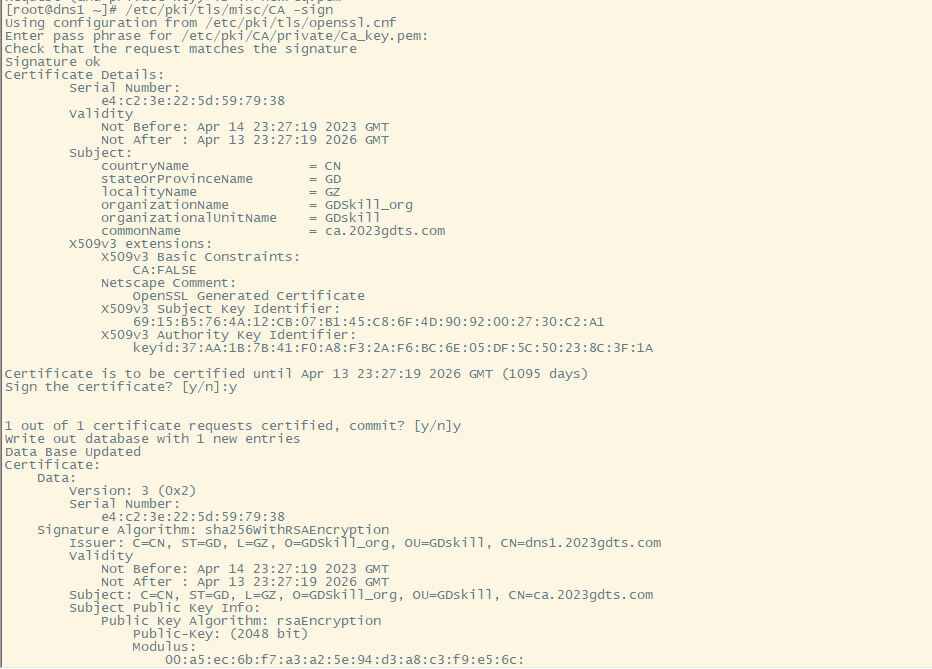 [root@dns1 ~]# /etc/pki/tls/misc/CA -sign
Using configuration from /etc/pki/tls/openssl.cnf
Enter pass phrase for /etc/pki/CA/private/Ca_key.pem:
Check that the request matches the signature
Signature ok
Certificate Details:
Serial Number:
e4:c2:3e:22:5d:59:79:38
Validity
Not Before: Apr 14 23:27:19 2023 GMT
Not After : Apr 13 23:27:19 2026 GMT
Subject:
countryName = CN
stateOrProvinceName = GD
localityName = GZ
organizationName = GDSkill_org
organizationalUnitName = GDskill
commonName = ca.2023gdts.com
X509v3 extensions:
X509v3 Basic Constraints:
CA:FALSE
Netscape Comment:
OpenSSL Generated Certificate
X509v3 Subject Key Identifier:
69:15:B5:76:4A:12:CB:07:B1:45:C8:6F:4D:90:92:00:27:30:C2:A1
X509v3 Authority Key Identifier:
keyid:37:AA:1B:7B:41:F0:A8:F3:2A:F6:BC:6E:05:DF:5C:50:23:8C:3F:1A
Certificate is to be certified until Apr 13 23:27:19 2026 GMT (1095 days)
Sign the certificate? [y/n]:y
1 out of 1 certificate requests certified, commit? [y/n]y
Write out database with 1 new entries
Data Base Updated
Certificate:
Data:
Version: 3 (0x2)
Serial Number:
e4:c2:3e:22:5d:59:79:38
Signature Algorithm: sha256WithRSAEncryption
Issuer: C=CN, ST=GD, L=GZ, O=GDSkill_org, OU=GDskill, CN=dns1.2023gdts.com
Validity
Not Before: Apr 14 23:27:19 2023 GMT
Not After : Apr 13 23:27:19 2026 GMT
Subject: C=CN, ST=GD, L=GZ, O=GDSkill_org, OU=GDskill, CN=ca.2023gdts.com
Subject Public Key Info:
Public Key Algorithm: rsaEncryption
Public-Key: (2048 bit)
Modulus:
00:a5:ec:6b:f7:a3:a2:5e:94:d3:a8:c3:f9:e5:6c: